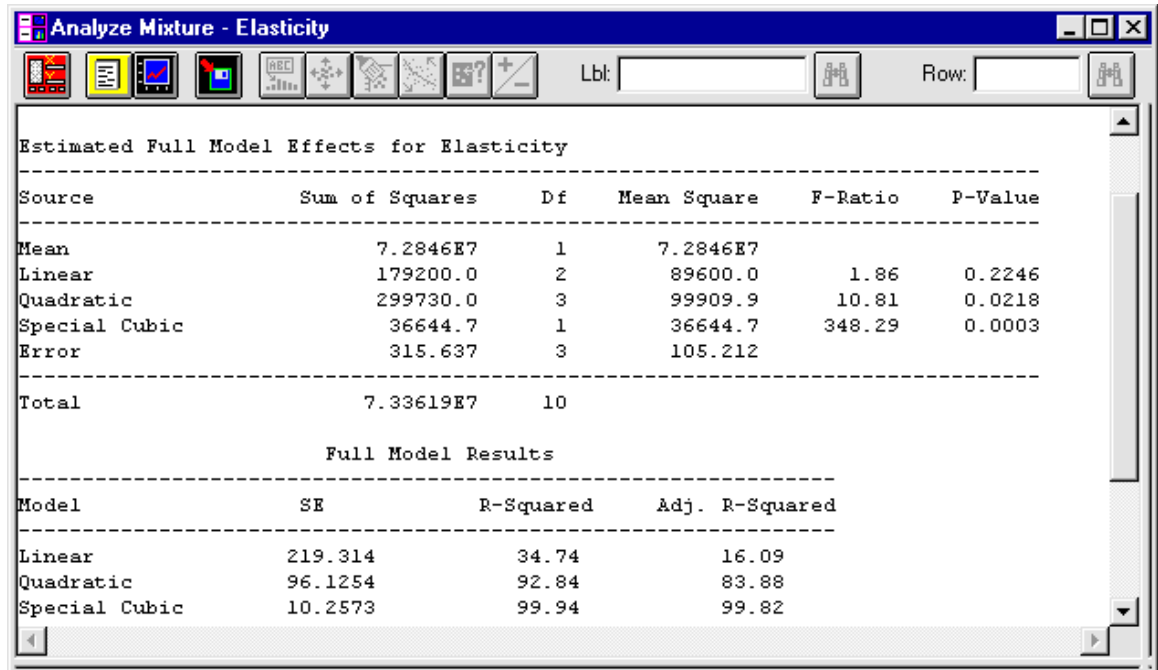 Analyze Mixture - Elasticity
Lbl: Row:
Estimated Full Model Effects for Elasticity
Source Sum of Squares Df Mean Square F-Ratio P-Value
Mean 7.2846E7 1 7.2846E7
Linear 179200.0 2 89600.0 1.86 0.2246
Quadratic 299730.0 3 99909.9 10.81 0.0218
Special Cubic 36644.7 1 36644.7 348.29 0.0003
Error 315.637 3 105.212
Total 7.33619E7 10
Full Model Results
Model SE R-Squared Adj. R-Squared
Linear 219.314 34.74 16.09
Quadratic 96.1254 92.84 83.88
Special Cubic 10.2573 99.94 99.82